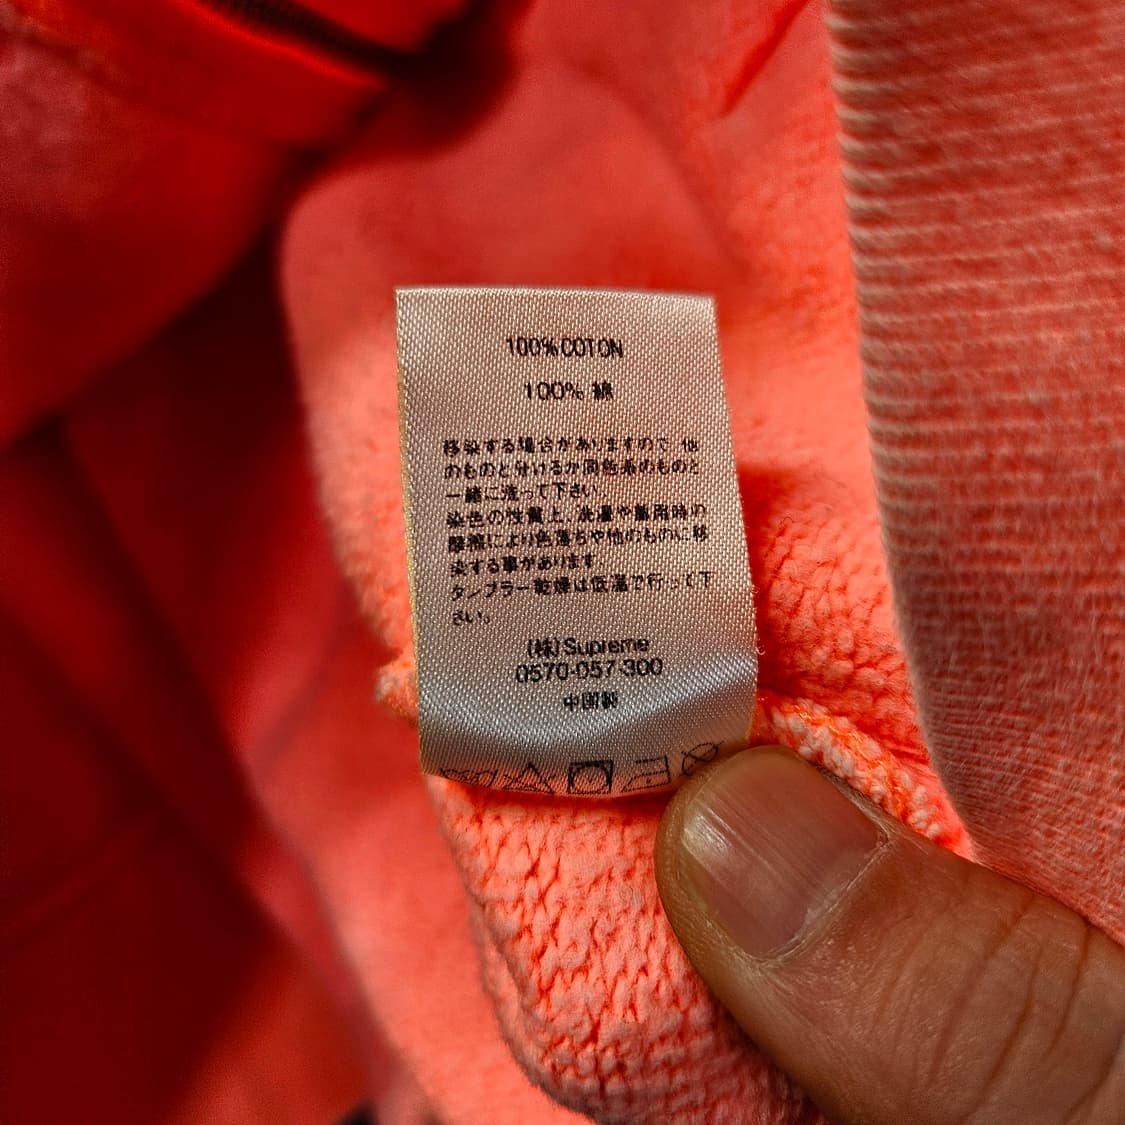 100% COTON
100% 綿
移染する場合がありますので、他
のものと分けるか同色系のものと
一緒に洗って下さい。
染色の性質上、洗濯や着用時の
摩擦により色落ちや他のものに移
染する事があります
タンブラー乾燥は低温で行って下
さい。
(株)Supreme
0570-057-300
中国製